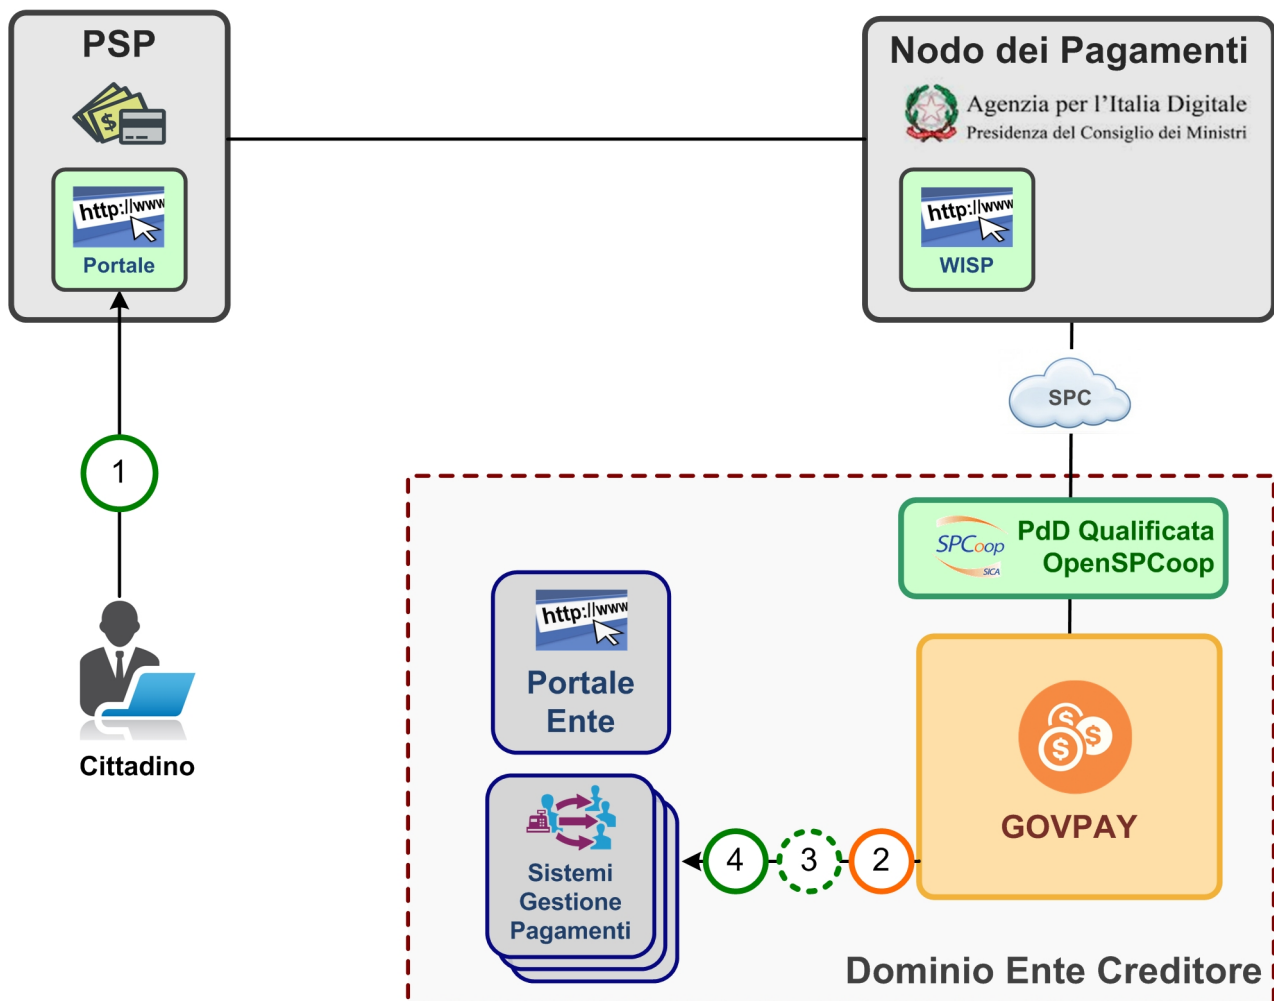 PSP
$
http://www
Portale
Nodo dei Pagamenti
Agenzia per l'Italia Digitale
Presidenza del Consiglio dei Ministri
http://www
WISP
SPC
1
Cittadino
SPCoop
SICA
PdD Qualificata
OpenSPCoop
http://www
Portale
Ente
$
$
$
GOVPAY
Sistemi
Gestione
Pagamenti
4
3
2
Dominio Ente Creditore